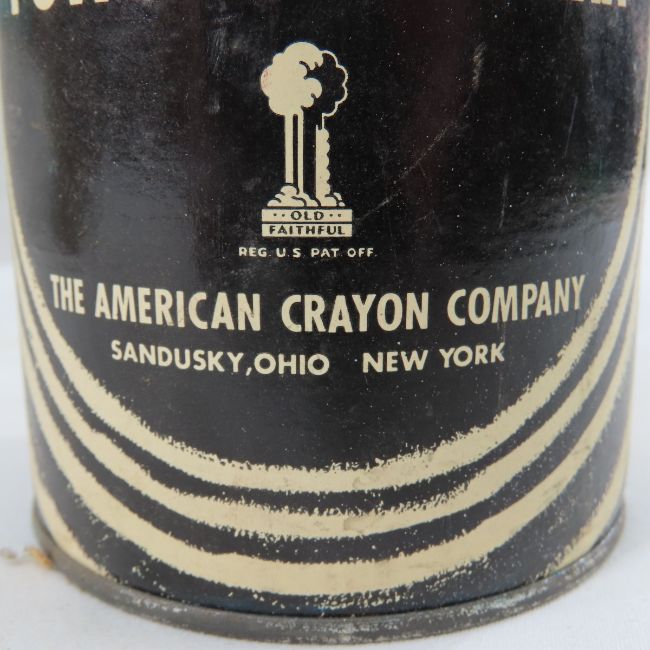 OLD
FAITHFUL
REG. U.S. PAT. OFF.
THE AMERICAN CRAYON COMPANY
SANDUSKY, OHIO NEW YORK